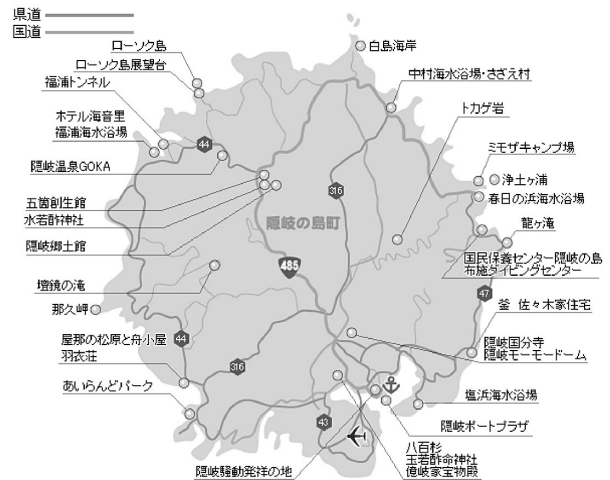 県道
国道
ローソク島
ローソク島展望台
福浦トンネル
ホテル海音里
福浦海水浴場
隠岐温泉GOKA
五箇創生館
水若酢神社
隠岐郷土館
壇鏡の滝
那久岬
屋那の松原と舟小屋
羽衣荘
あいらんどパーク
隠岐騒動発祥の地
白島海岸
中村海水浴場・さざえ村
トカゲ岩
ミモザキャンプ場
浄土ヶ浦
春日の浜海水浴場
龍ヶ滝
国民保養センター隠岐の島
布施ダイビングセンター
釜 佐々木家住宅
隠岐国分寺
隠岐モーモードーム
塩浜海水浴場
隠岐ポートプラザ
八百杉
玉若酢命神社
億岐家宝物殿
隠岐の島町
44
316
485
47
44
316
43